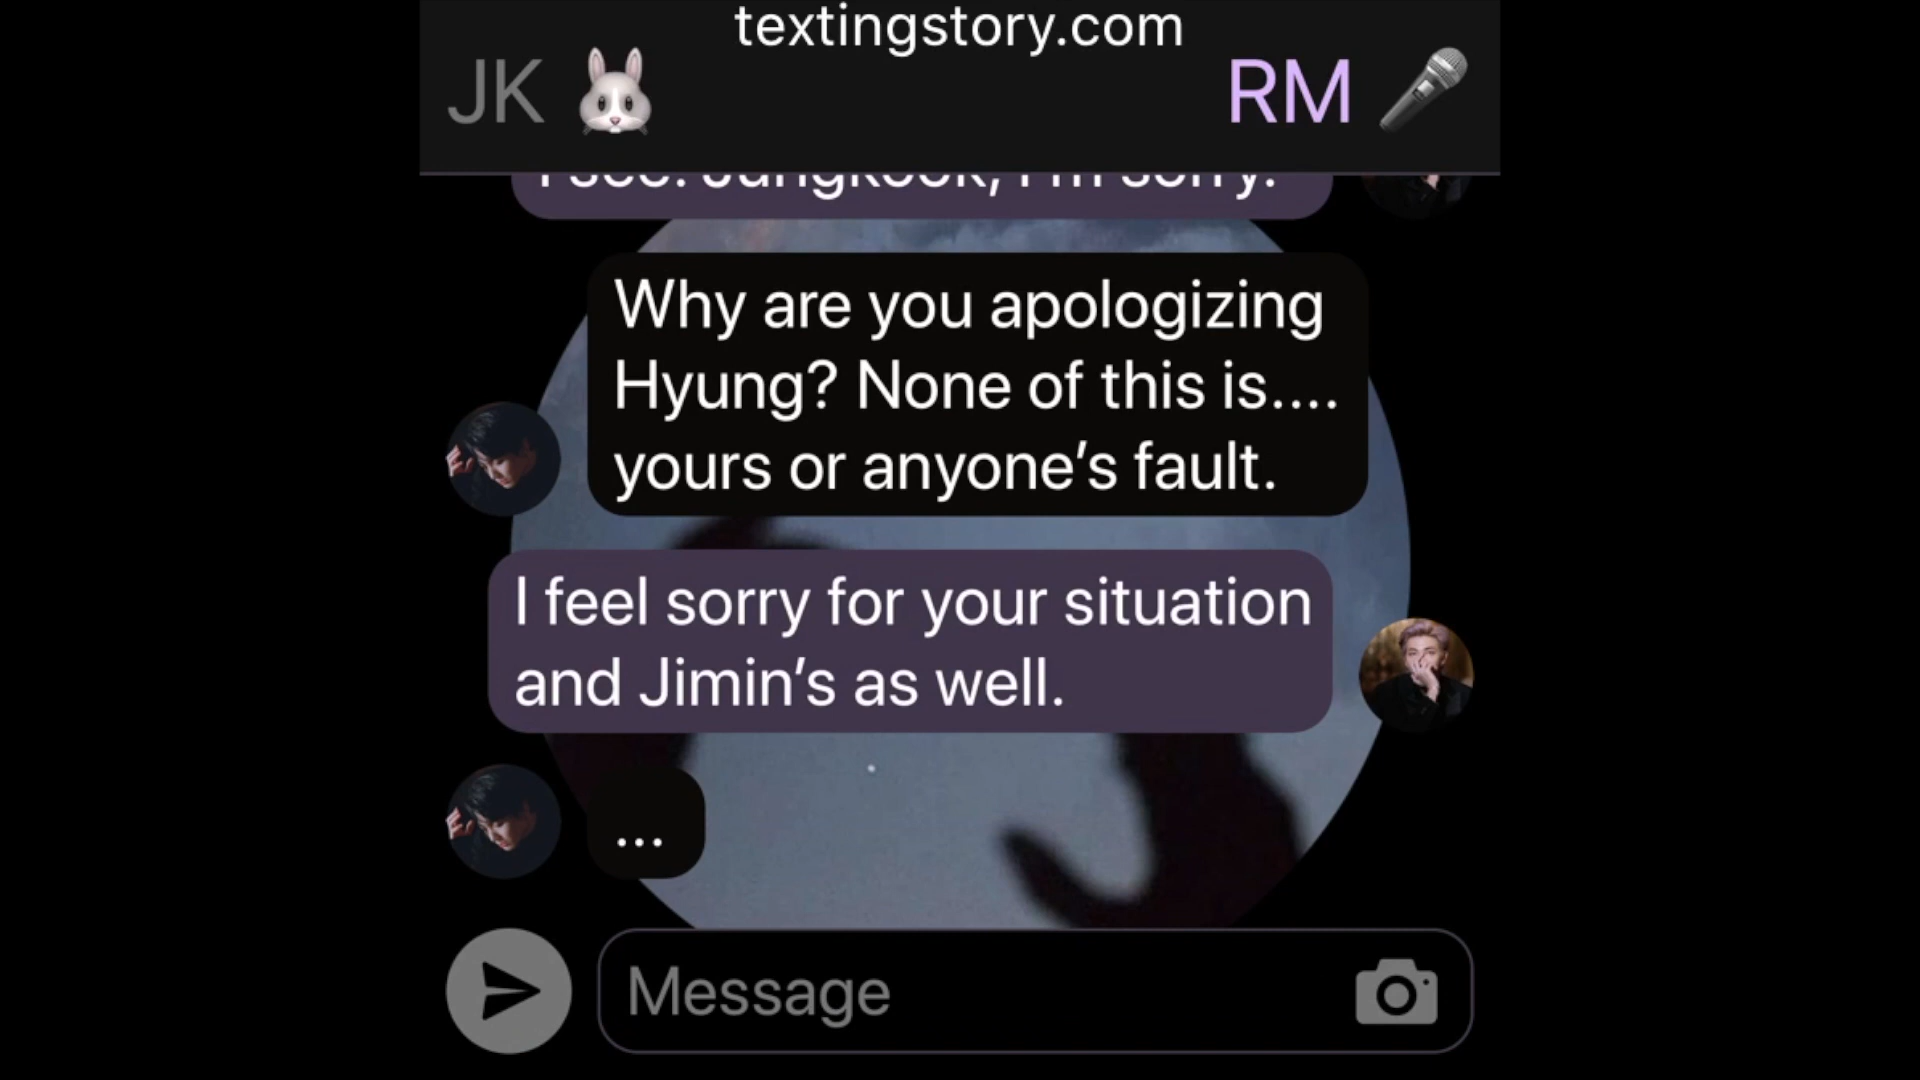 textingstory.com
JK
RM
I see. Jungkook, I'm sorry.
Why are you apologizing
Hyung? None of this is....
yours or anyone's fault.
I feel sorry for your situation
and Jimin's as well.
...
Message